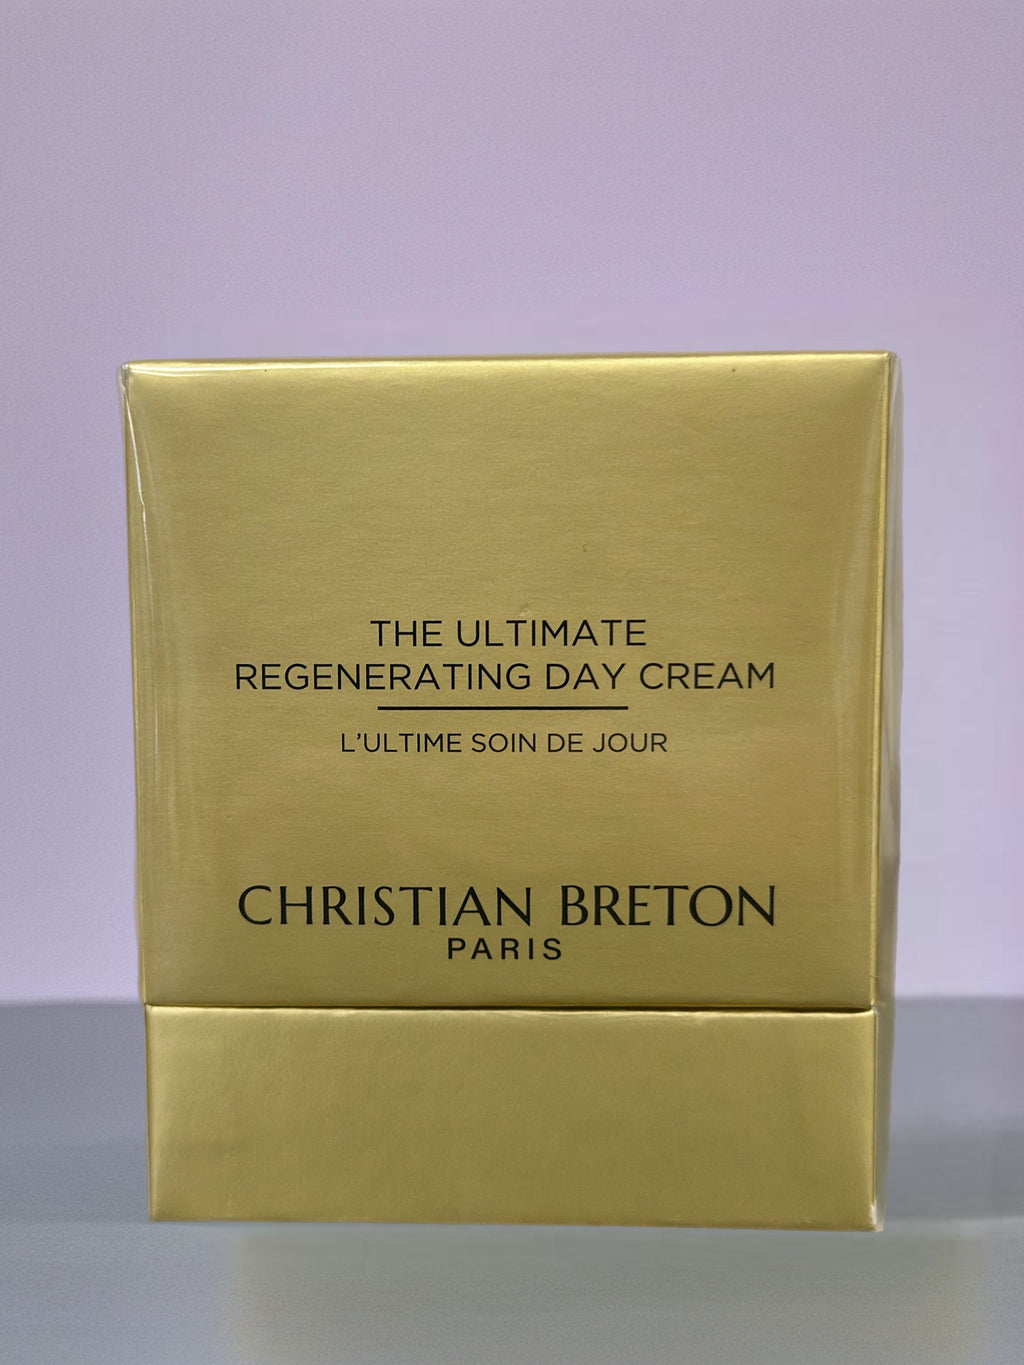 THE ULTIMATE
REGENERATING DAY CREAM
L'ULTIME SOIN DE JOUR
CHRISTIAN BRETON
PARIS